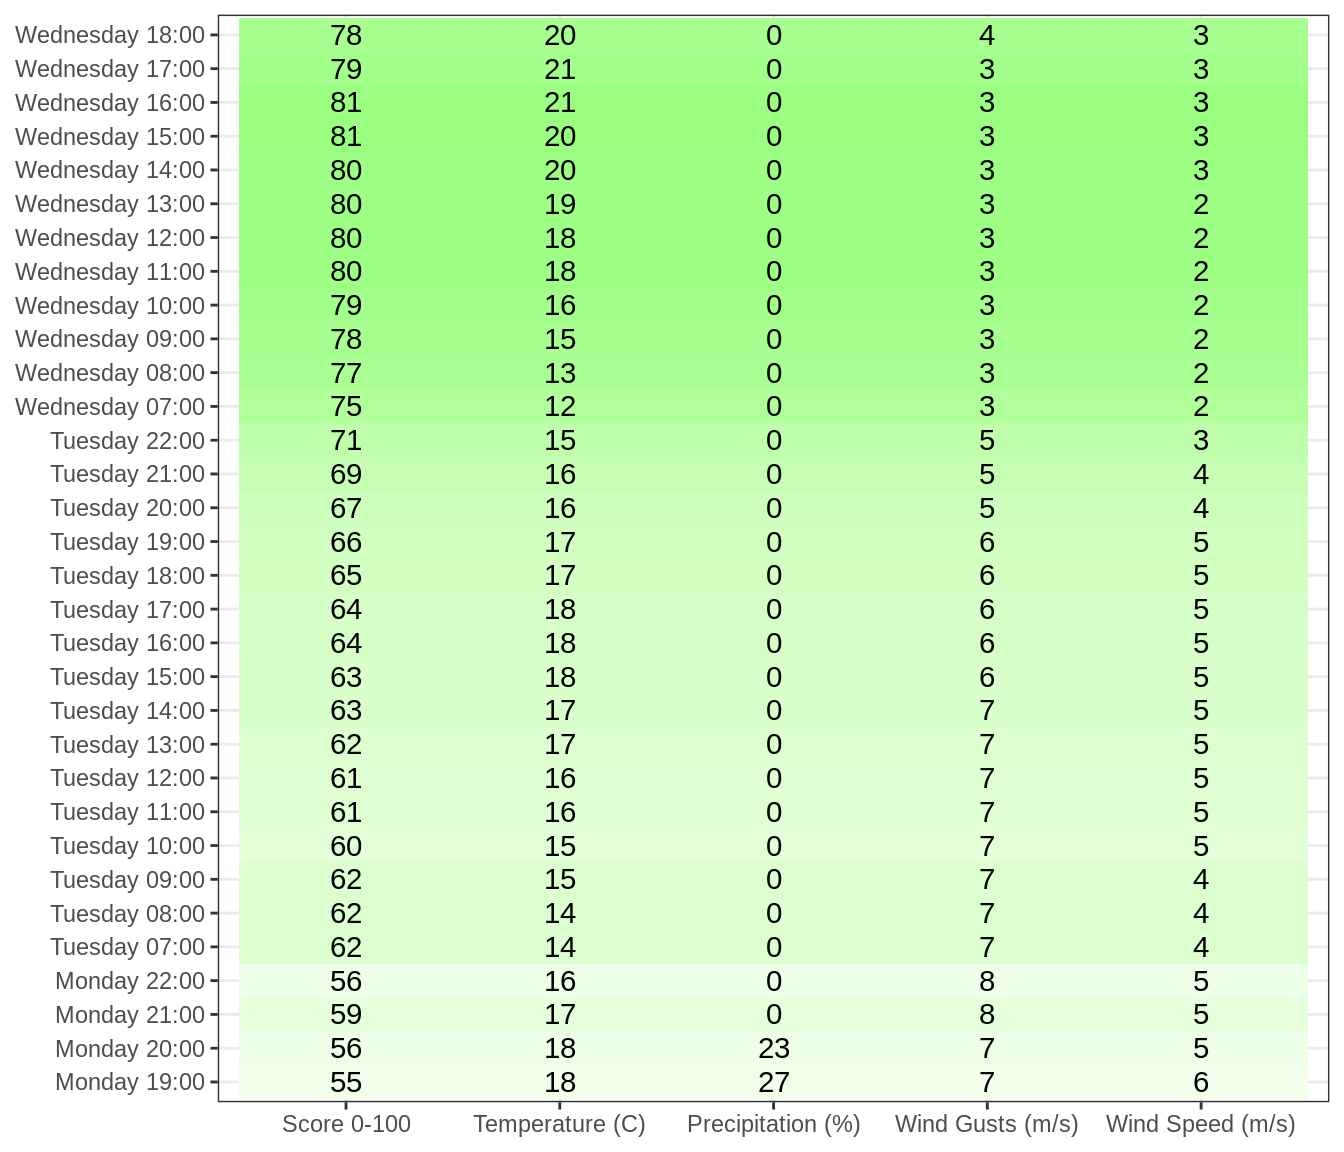 Wednesday 18:00 78 20 0 4 3
Wednesday 17:00 79 21 0 3 3
Wednesday 16:00 81 21 0 3 3
Wednesday 15:00 81 20 0 3 3
Wednesday 14:00 80 20 0 3 3
Wednesday 13:00 80 19 0 3 2
Wednesday 12:00 80 18 0 3 2
Wednesday 11:00 80 18 0 3 2
Wednesday 10:00 79 16 0 3 2
Wednesday 09:00 78 15 0 3 2
Wednesday 08:00 77 13 0 3 2
Wednesday 07:00 75 12 0 3 2
Tuesday 22:00 71 15 0 5 3
Tuesday 21:00 69 16 0 5 4
Tuesday 20:00 67 16 0 5 4
Tuesday 19:00 66 17 0 6 5
Tuesday 18:00 65 17 0 6 5
Tuesday 17:00 64 18 0 6 5
Tuesday 16:00 64 18 0 6 5
Tuesday 15:00 63 18 0 6 5
Tuesday 14:00 63 17 0 7 5
Tuesday 13:00 62 17 0 7 5
Tuesday 12:00 61 16 0 7 5
Tuesday 11:00 61 16 0 7 5
Tuesday 10:00 60 15 0 7 5
Tuesday 09:00 62 15 0 7 4
Tuesday 08:00 62 14 0 7 4
Tuesday 07:00 62 14 0 7 4
Monday 22:00 56 16 0 8 5
Monday 21:00 59 17 0 8 5
Monday 20:00 56 18 23 7 5
Monday 19:00 55 18 27 7 6
Score 0-100 Temperature (C) Precipitation (%) Wind Gusts (m/s) Wind Speed (m/s)